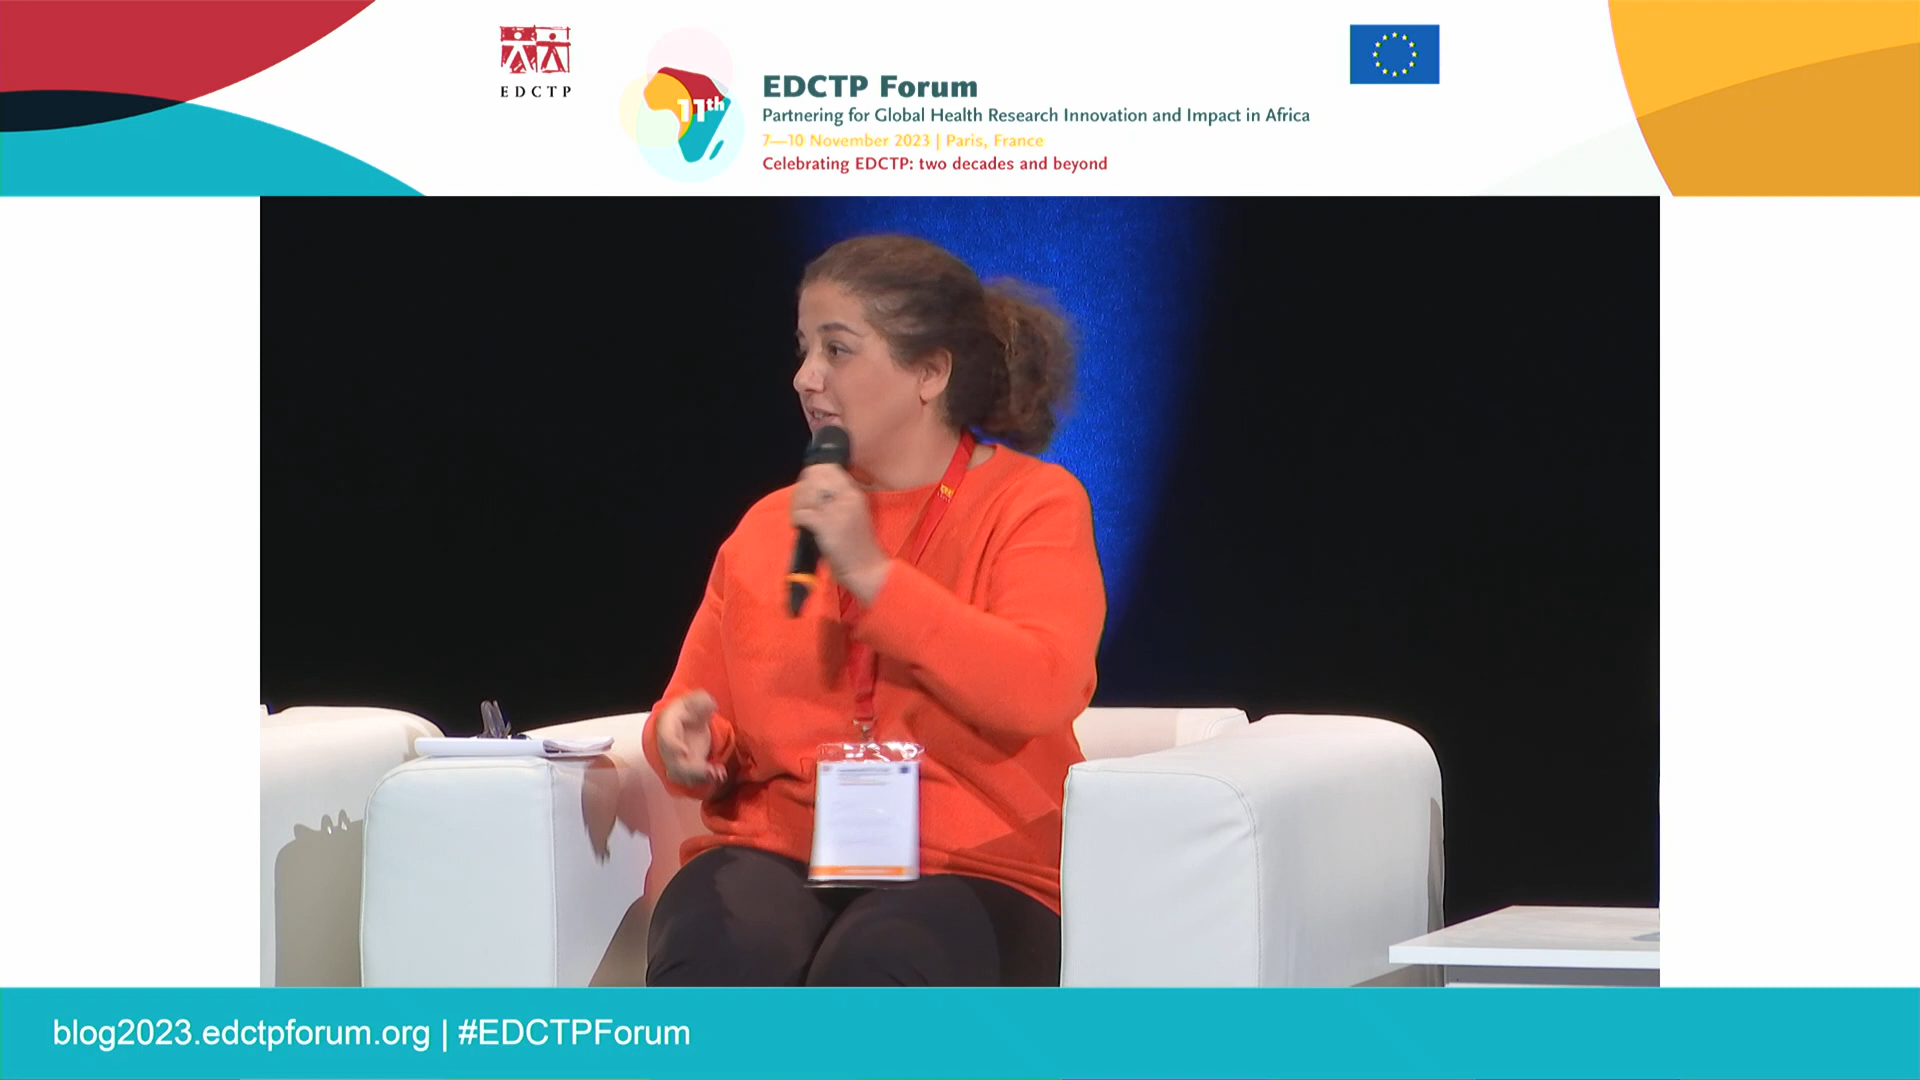 EDCTP
11th
EDCTP Forum
Partnering for Global Health Research Innovation and Impact in Africa
7—10 November 2023 | Paris, France
Celebrating EDCTP: two decades and beyond
blog2023.edctpforum.org | #EDCTPForum